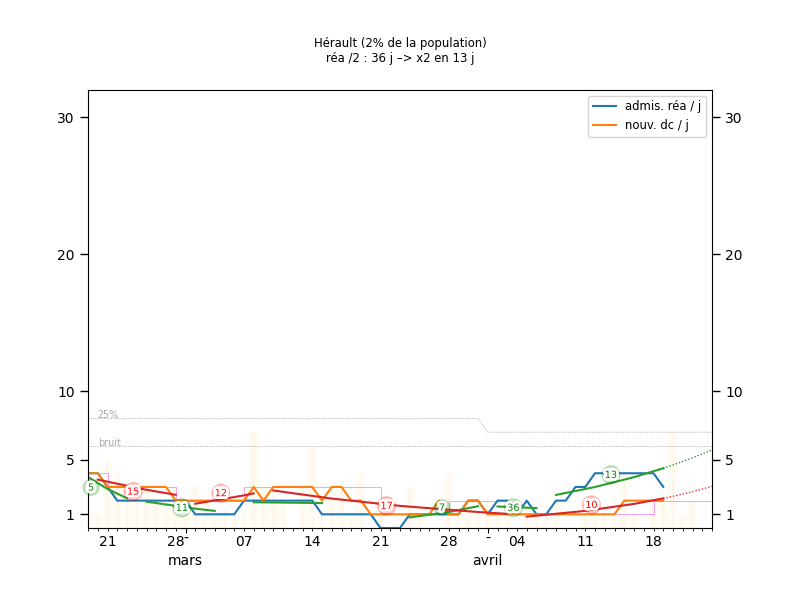 Hérault (2% de la population)
réa /2 : 36 j –> x2 en 13 j
admis. réa / j
nouv. dc / j
30 30
20 20
10 10
25%
bruit
5 5
13
5 15 12 11 17 7 36 10
1 1
21 28 07 14 21 28 04 11 18
mars avril